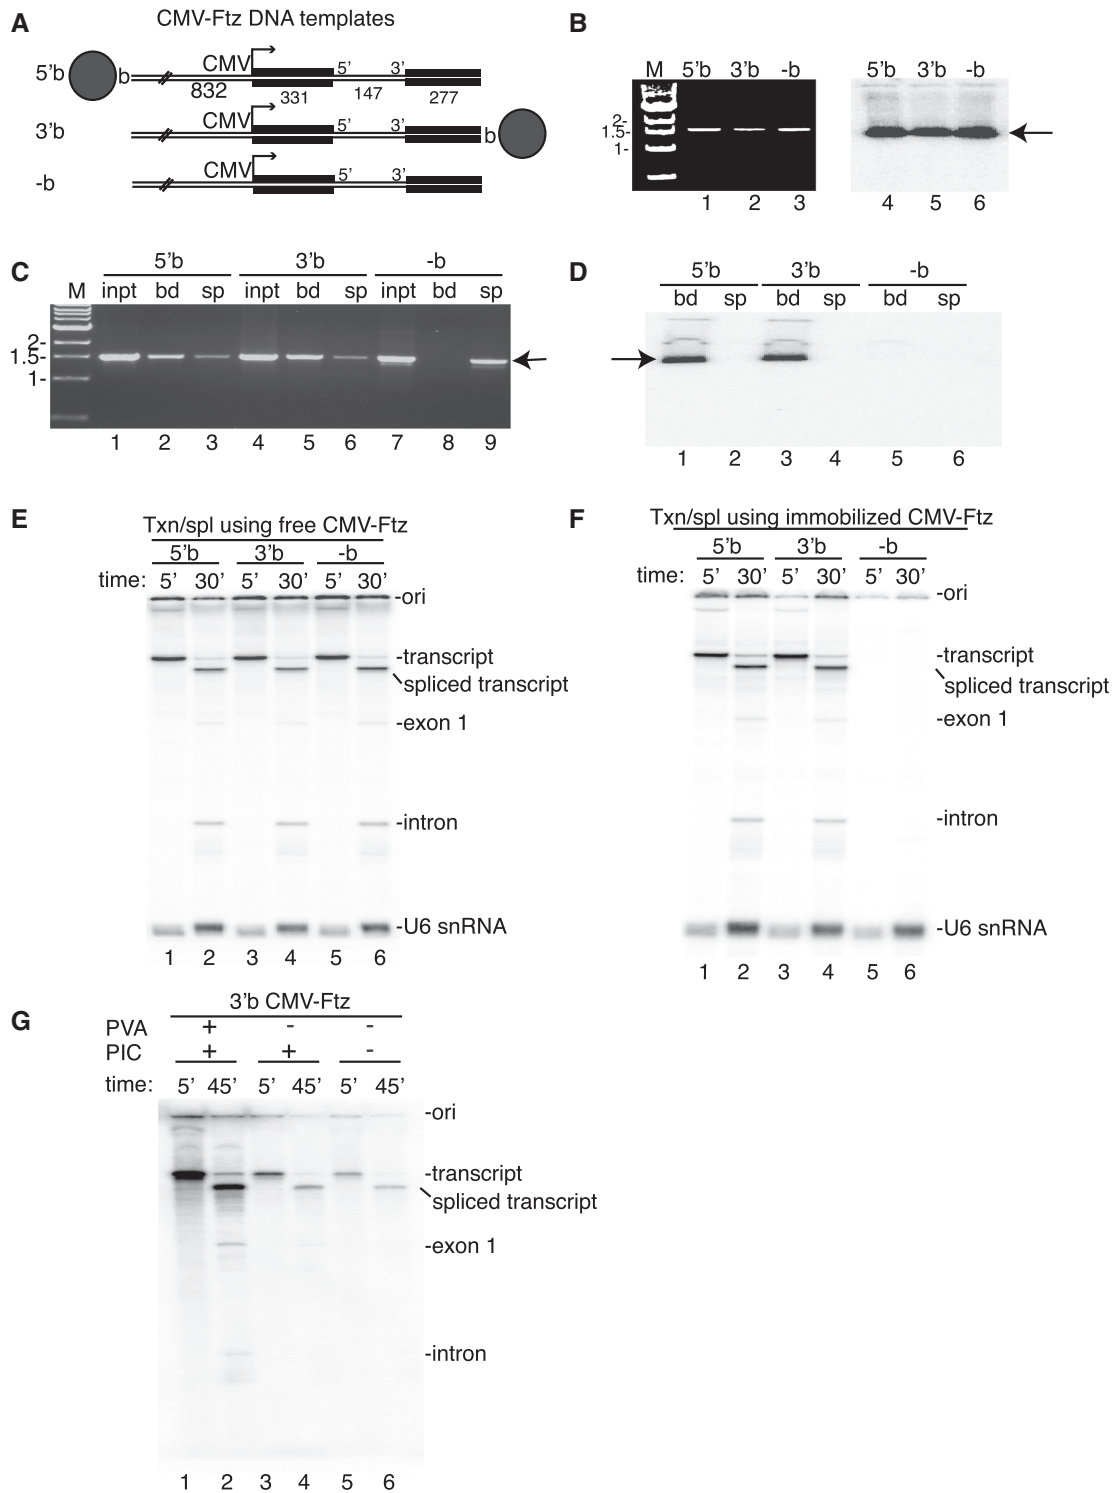 A
CMV-Ftz DNA templates
5’b
b
CMV
5’
3’
832
331
147
277
3’b
CMV
5’
3’
b
-b
CMV
5’
3’
B
M 5’b 3’b -b
2-
1.5-
1-
1 2 3
5’b 3’b -b
4 5 6
C
5’b 3’b -b
M inpt bd sp inpt bd sp inpt bd sp
2-
1.5-
1-
1 2 3 4 5 6 7 8 9
D
5’b 3’b -b
bd sp bd sp bd sp
1 2 3 4 5 6
E
Txn/spl using free CMV-Ftz
5’b 3’b -b
time: 5’ 30’ 5’ 30’ 5’ 30’
-ori
-transcript
spliced transcript
-exon 1
-intron
-U6 snRNA
1 2 3 4 5 6
F
Txn/spl using immobilized CMV-Ftz
5’b 3’b -b
time: 5’ 30’ 5’ 30’ 5’ 30’
-ori
-transcript
spliced transcript
-exon 1
-intron
-U6 snRNA
1 2 3 4 5 6
G
3’b CMV-Ftz
PVA + - -
PIC + + -
time: 5’ 45’ 5’ 45’ 5’ 45’
-ori
-transcript
spliced transcript
-exon 1
-intron
1 2 3 4 5 6